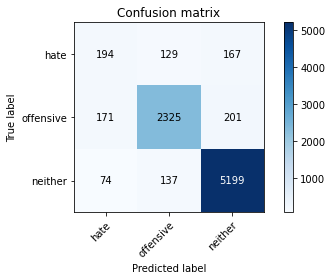 Confusion matrix
hate 194 129 167
offensive 171 2325 201
neither 74 137 5199
hate offensive neither
Predicted label
True label
5000
4000
3000
2000
1000